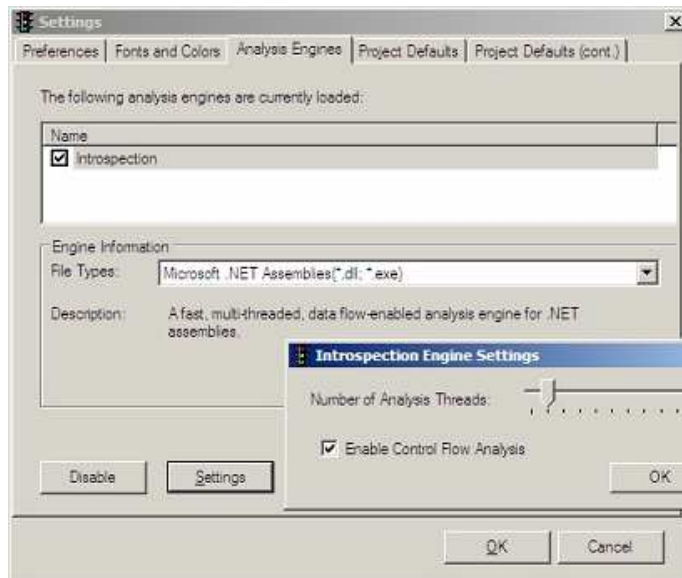 Settings
Preferences | Fonts and Colors | Analysis Engines | Project Defaults | Project Defaults (cont.)
The following analysis engines are currently loaded:
Name
Introspection
Engine Information
File Types: Microsoft .NET Assemblies(*.dll; *.exe)
Description: A fast, multi-threaded, data flow-enabled analysis engine for .NET
assemblies.
Introspection Engine Settings
Number of Analysis Threads:
Enable Control Flow Analysis
Disable Settings OK
OK Cancel